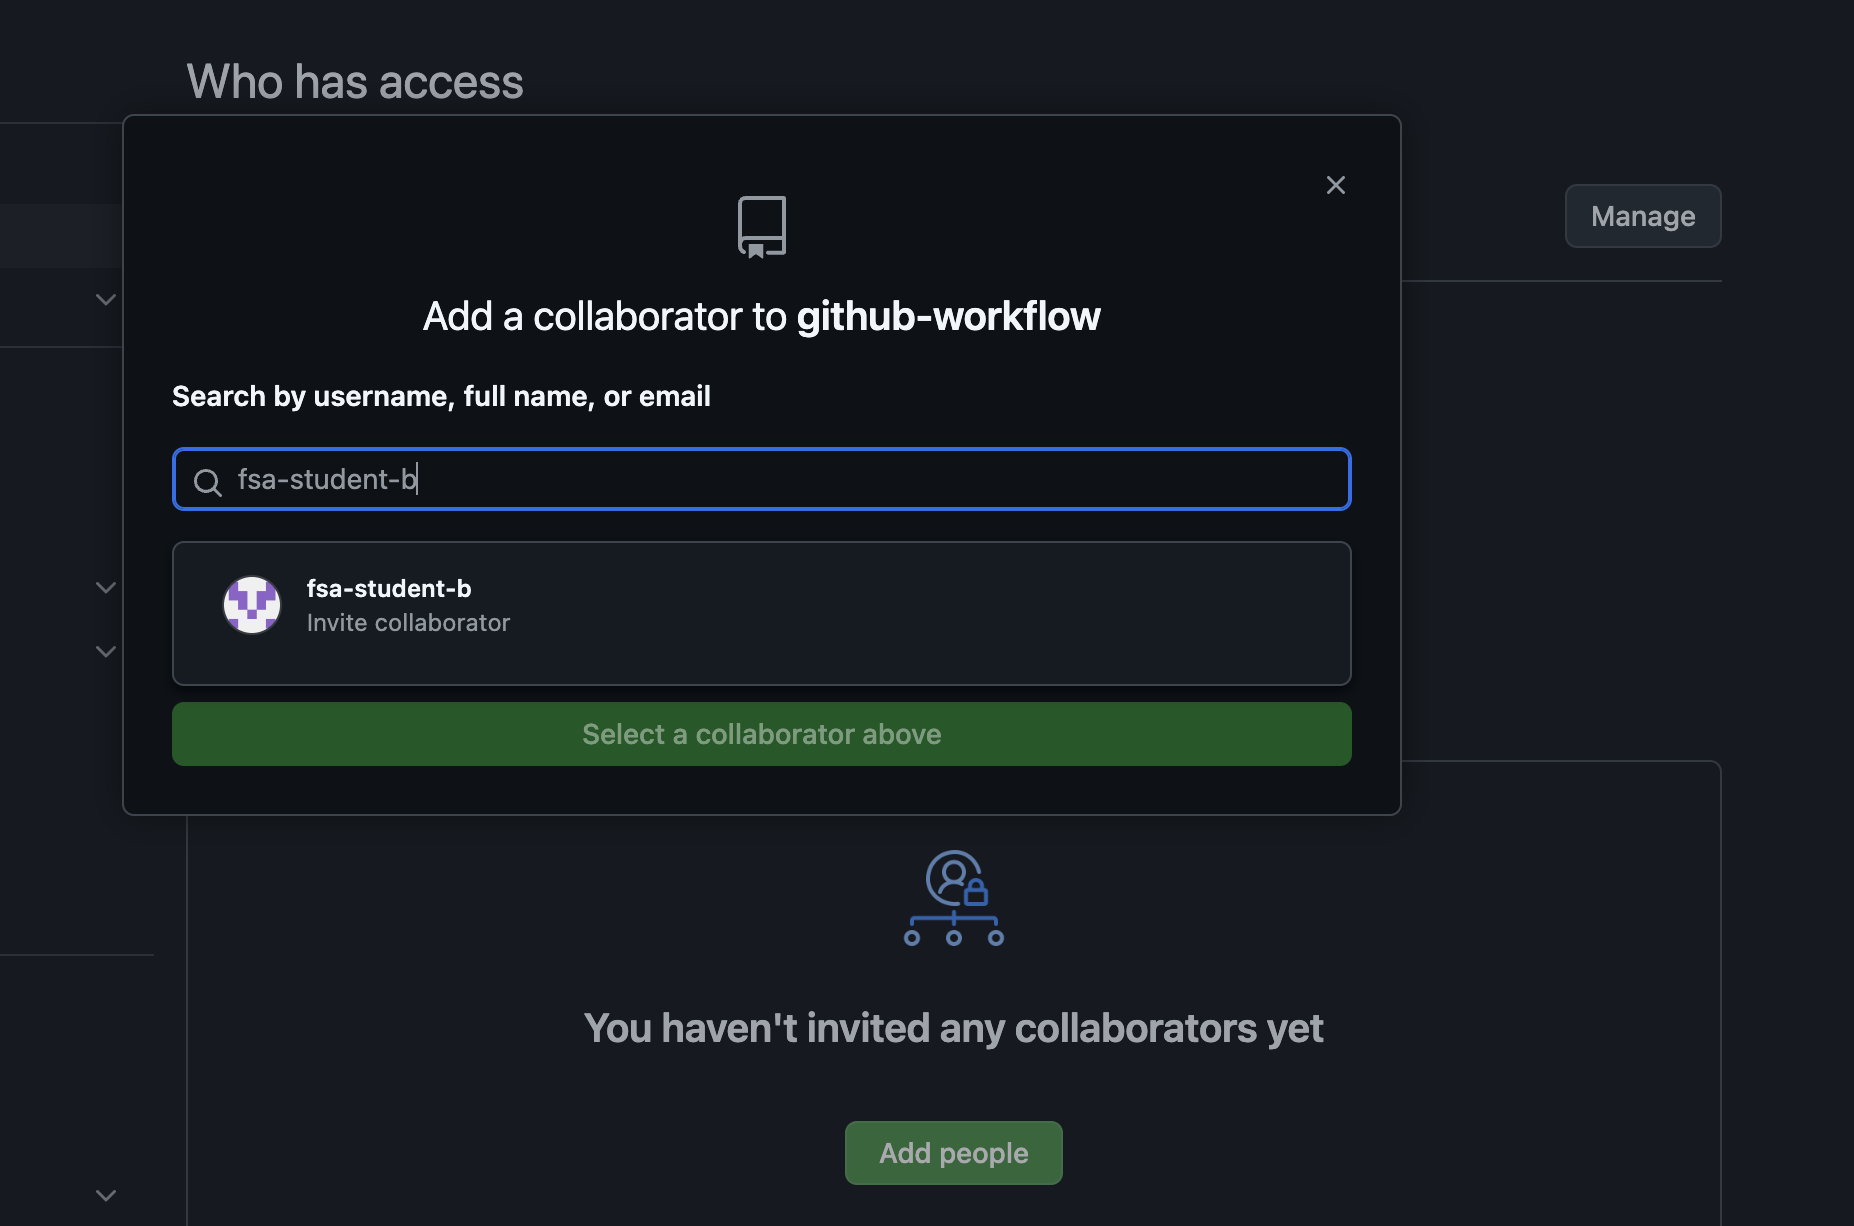 Who has access
Manage
Add a collaborator to github-workflow
Search by username, full name, or email
fsa-student-b
fsa-student-b
Invite collaborator
Select a collaborator above
You haven't invited any collaborators yet
Add people